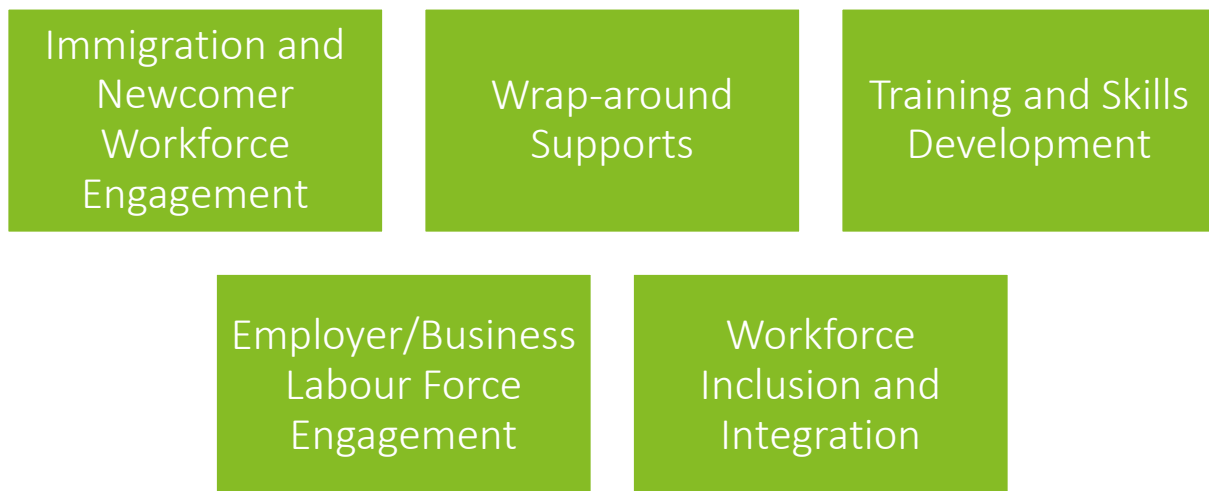 Immigration and
Newcomer
Workforce
Engagement
Wrap-around
Supports
Training and Skills
Development
Employer/Business
Labour Force
Engagement
Workforce
Inclusion and
Integration